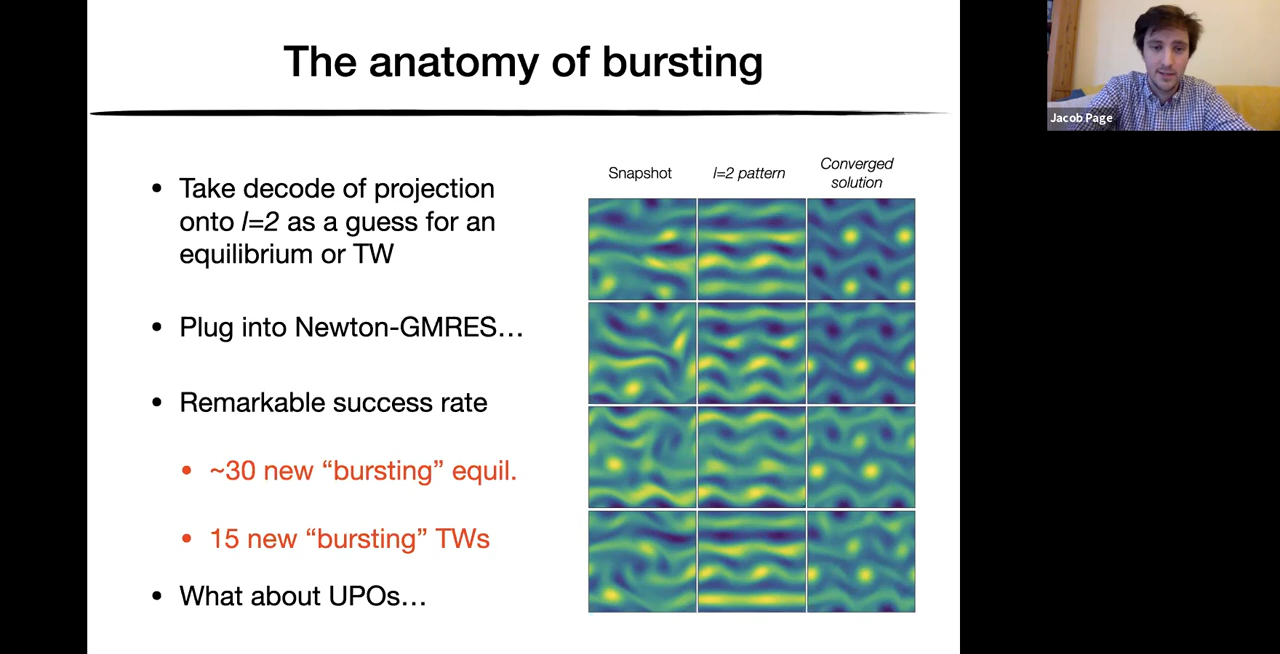 The anatomy of bursting
• Take decode of projection
onto l=2 as a guess for an
equilibrium or TW
• Plug into Newton-GMRES…
• Remarkable success rate
• ~30 new “bursting” equil.
• 15 new “bursting” TWs
• What about UPOs…
Snapshot
l=2 pattern
Converged
solution
Jacob Page